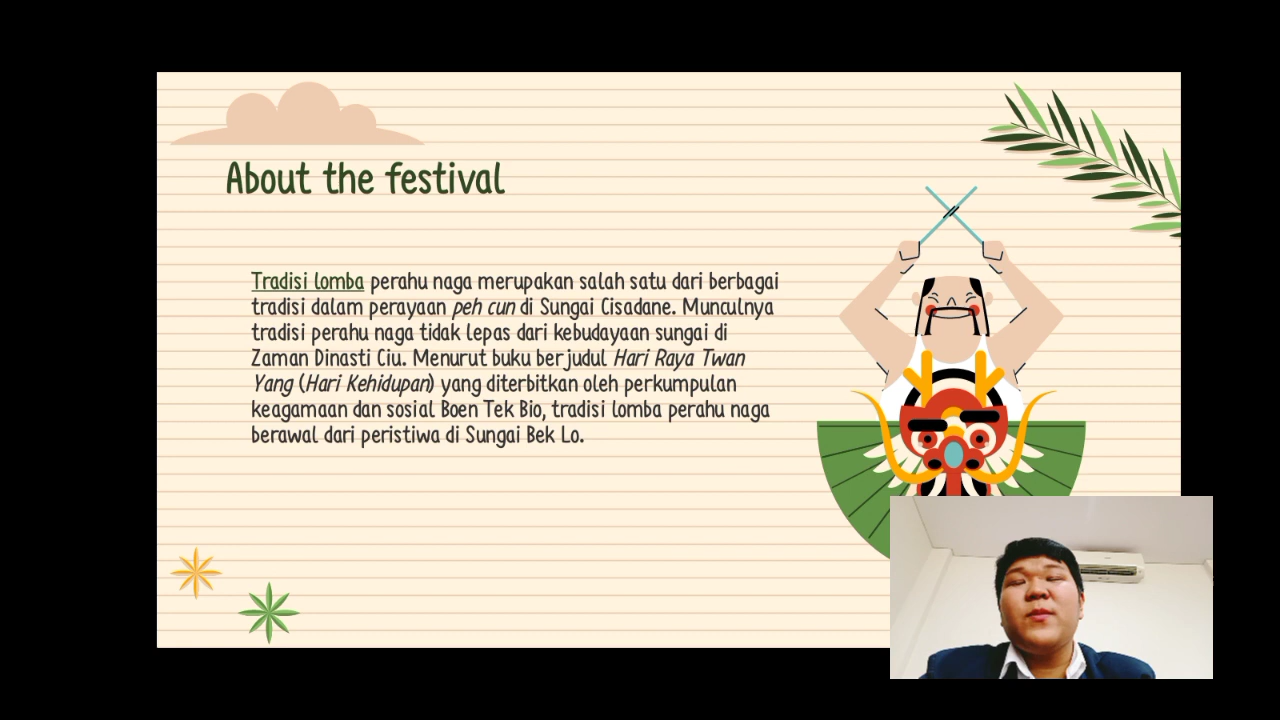 About the festival
Tradisi lomba perahu naga merupakan salah satu dari berbagai
tradisi dalam perayaan peh cun di Sungai Cisadane. Munculnya
tradisi perahu naga tidak lepas dari kebudayaan sungai di
Zaman Dinasti Ciu. Menurut buku berjudul Hari Raya Twan
Yang (Hari Kehidupan) yang diterbitkan oleh perkumpulan
keagamaan dan sosial Boen Tek Bio, tradisi lomba perahu naga
berawal dari peristiwa di Sungai Bek Lo.